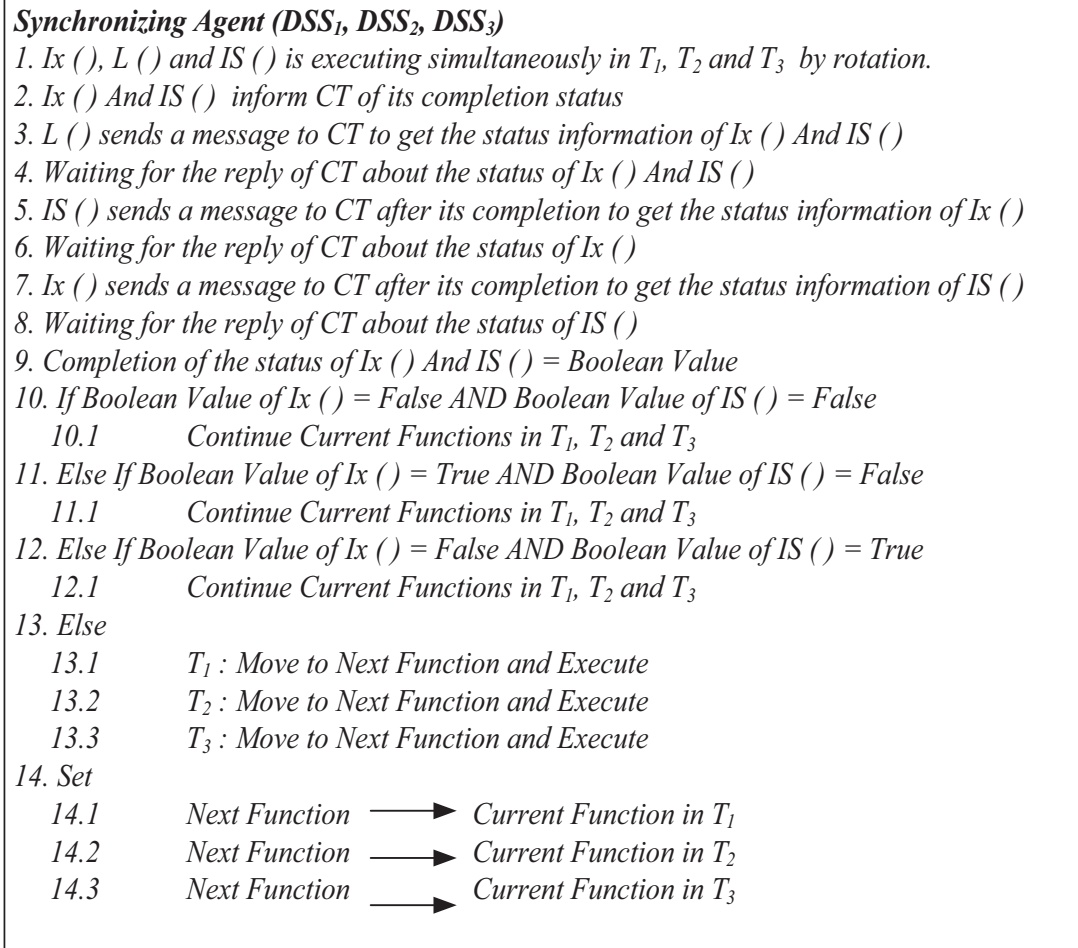 Synchronizing Agent (DSS1, DSS2, DSS3)
1. Ix ( ), L ( ) and IS ( ) is executing simultaneously in T1, T2 and T3 by rotation.
2. Ix ( ) And IS ( ) inform CT of its completion status
3. L ( ) sends a message to CT to get the status information of Ix ( ) And IS ( )
4. Waiting for the reply of CT about the status of Ix ( ) And IS ( )
5. IS ( ) sends a message to CT after its completion to get the status information of Ix ( )
6. Waiting for the reply of CT about the status of Ix ( )
7. Ix ( ) sends a message to CT after its completion to get the status information of IS ( )
8. Waiting for the reply of CT about the status of IS ( )
9. Completion of the status of Ix ( ) And IS ( ) = Boolean Value
10. If Boolean Value of Ix ( ) = False AND Boolean Value of IS ( ) = False
10.1 Continue Current Functions in T1, T2 and T3
11. Else If Boolean Value of Ix ( ) = True AND Boolean Value of IS ( ) = False
11.1 Continue Current Functions in T1, T2 and T3
12. Else If Boolean Value of Ix ( ) = False AND Boolean Value of IS ( ) = True
12.1 Continue Current Functions in T1, T2 and T3
13. Else
13.1 T1 : Move to Next Function and Execute
13.2 T2 : Move to Next Function and Execute
13.3 T3 : Move to Next Function and Execute
14. Set
14.1 Next Function → Current Function in T1
14.2 Next Function → Current Function in T2
14.3 Next Function → Current Function in T3